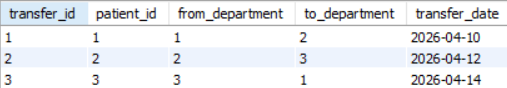 transfer_id patient_id from_department to_department transfer_date
1 1 1 2 2026-04-10
2 2 2 3 2026-04-12
3 3 3 1 2026-04-14